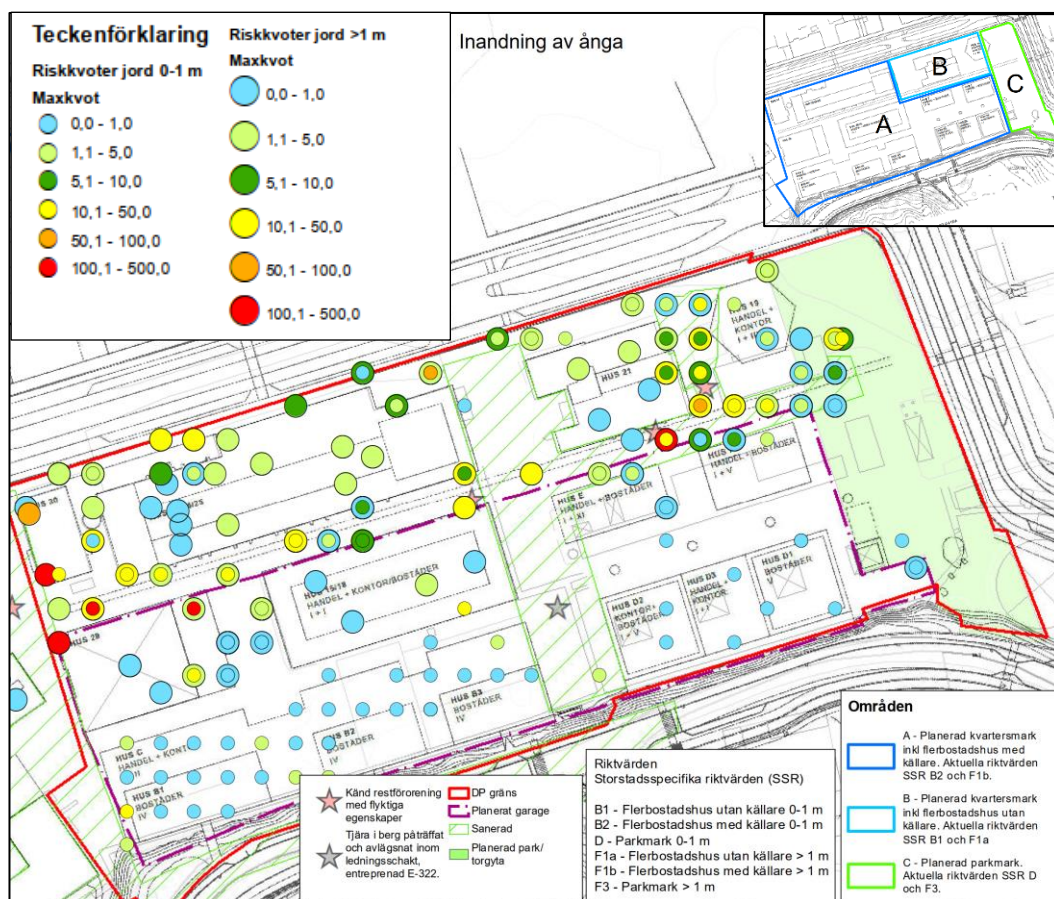 Teckenförklaring
Riskkvoter jord 0-1 m
Maxkvot
0,0 - 1,0
1,1 - 5,0
5,1 - 10,0
10,1 - 50,0
50,1 - 100,0
100,1 - 500,0
Riskkvoter jord >1 m
Maxkvot
0,0 - 1,0
1,1 - 5,0
5,1 - 10,0
10,1 - 50,0
50,1 - 100,0
100,1 - 500,0
Inandning av ånga
A
B
C
HUS 19
HANDEL +
KONTOR
HUS 21
HANDEL + BOSTÄDER
I + V
HUS E
HANDEL + BOSTÄDER
I + XI
HUS D1
BOSTÄDER
V
HUS D3
HANDEL +
KONTOR
HUS D2
KONTOR+
BOSTÄDER
I + V
HANDEL + KONTOR/BOSTÄDER
I + I
HUS 29
HUS B3
BOSTÄDER
IV
HUS B2
BOSTÄDER
IV
HUS C
HANDEL + KONTOR
II
HUS B1
BOSTÄDER
IV
Känd restförorening
med flyktiga
egenskaper
Tjära i berg påträffat
och avlägsnat inom
ledningsschakt,
entreprenad E-322.
DP gräns
Planerat garage
Sanerad
Planerad park/
torgyta
Riktvärden
Storstadsspecifika riktvärden (SSR)
B1 - Flerbostadshus utan källare 0-1 m
B2 - Flerbostadshus med källare 0-1 m
D - Parkmark 0-1 m
F1a - Flerbostadshus utan källare > 1 m
F1b - Flerbostadshus med källare > 1 m
F3 - Parkmark > 1 m
Områden
A - Planerad kvartersmark
inkl flerbostadshus med
källare. Aktuella riktvärden
SSR B2 och F1b.
B - Planerad kvartersmark
inkl flerbostadshus utan
källare. Aktuella riktvärden
SSR B1 och F1a
C - Planerad parkmark.
Aktuella riktvärden SSR D
och F3.